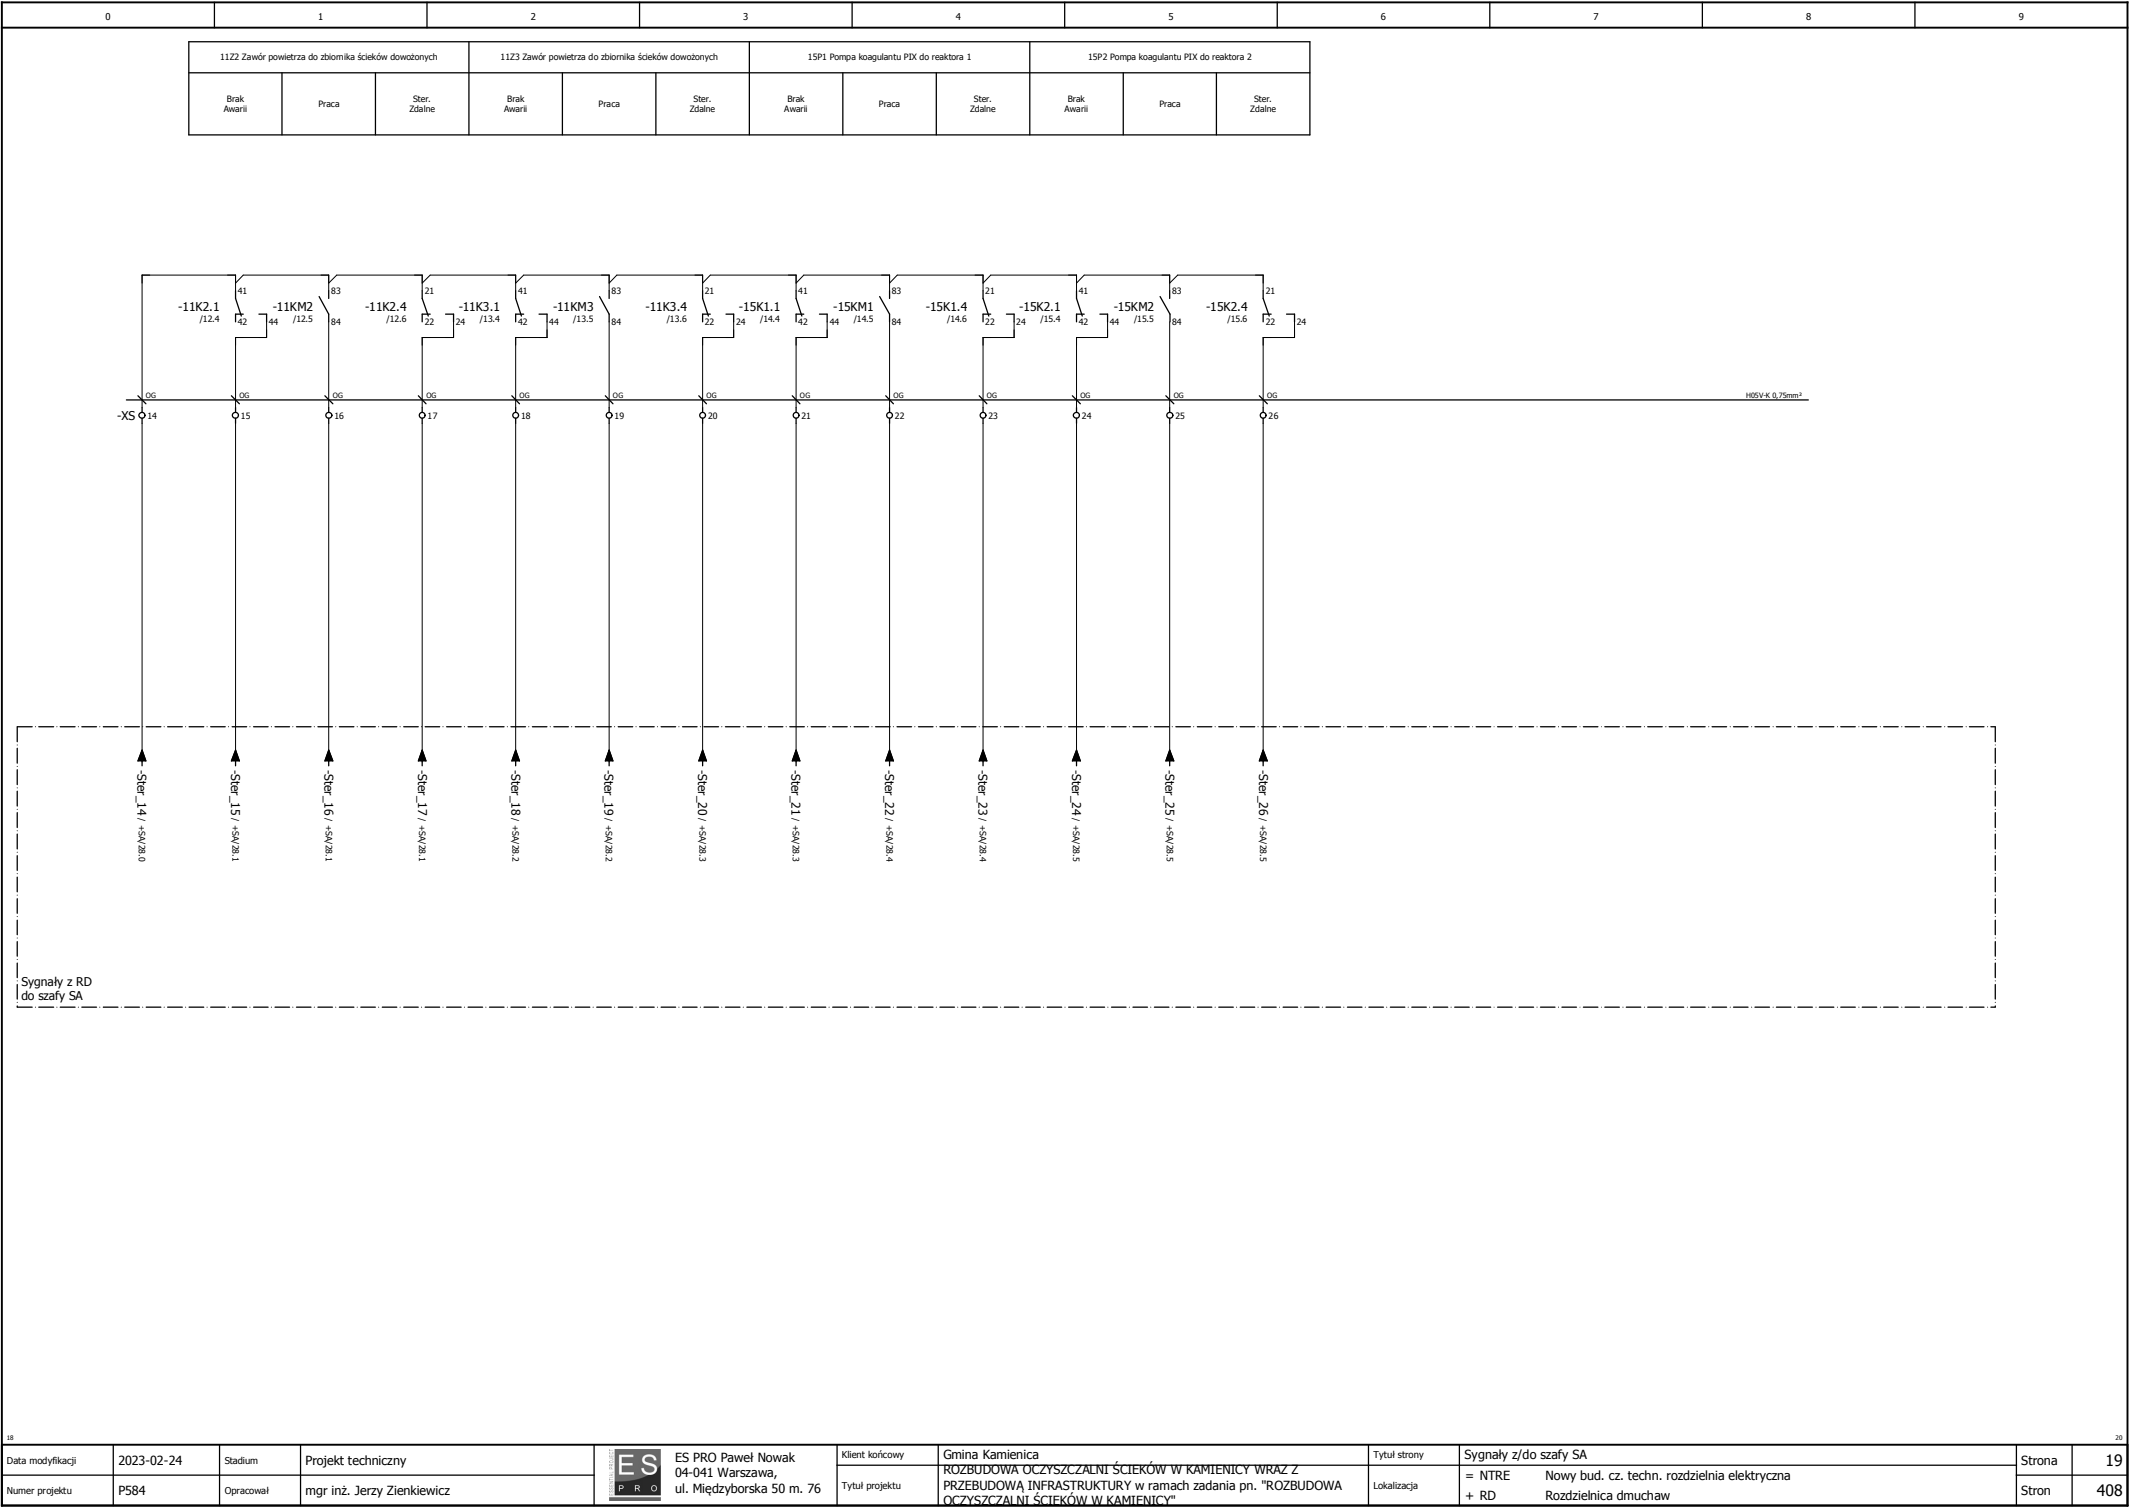 0 1 2 3 4 5 6 7 8 9
11Z2 Zawór powietrza do zbiornika ścieków dowożonych
11Z3 Zawór powietrza do zbiornika ścieków dowożonych
15P1 Pompa koagulantu PIX do reaktora 1
15P2 Pompa koagulantu PIX do reaktora 2
Brak
Awarii
Praca
Ster.
Zdalne
Brak
Awarii
Praca
Ster.
Zdalne
Brak
Awarii
Praca
Ster.
Zdalne
Brak
Awarii
Praca
Ster.
Zdalne
41 83 21 41 83 21 41 83 21 41 83 21
-11K2.1 -11KM2 -11K2.4 -11K3.1 -11KM3 -11K3.4 -15K1.1 -15KM1 -15K1.4 -15K2.1 -15KM2 -15K2.4
/12.4 /12.5 /12.6 /13.4 /13.5 /13.6 /14.4 /14.5 /14.6 /15.4 /15.5 /15.6
42 44 84 22 24 42 44 84 22 24 42 44 84 22 24 42 44 84 22 24
OG OG OG OG OG OG OG OG OG OG OG OG OG H05V-K 0,75mm²
-XS 14 15 16 17 18 19 20 21 22 23 24 25 26
-Ster_14 / +SA/28.0
-Ster_15 / +SA/28.1
-Ster_16 / +SA/28.1
-Ster_17 / +SA/28.1
-Ster_18 / +SA/28.2
-Ster_19 / +SA/28.2
-Ster_20 / +SA/28.3
-Ster_21 / +SA/28.3
-Ster_22 / +SA/28.4
-Ster_23 / +SA/28.4
-Ster_24 / +SA/28.5
-Ster_25 / +SA/28.5
-Ster_26 / +SA/28.5
Sygnały z RD
do szafy SA
18 20
Data modyfikacji 2023-02-24 Stadium Projekt techniczny
Numer projektu P584 Opracował mgr inż. Jerzy Zienkiewicz
ES
PRO
ES PRO Paweł Nowak
04-041 Warszawa,
ul. Międzyborska 50 m. 76
Klient końcowy Gmina Kamienica
Tytuł projektu
ROZBUDOWA OCZYSZCZALNI ŚCIEKÓW W KAMIENICY WRAZ Z
PRZEBUDOWĄ INFRASTRUKTURY w ramach zadania pn. "ROZBUDOWA
OCZYSZCZALNI ŚCIEKÓW W KAMIENICY"
Tytuł strony Sygnały z/do szafy SA
Lokalizacja
= NTRE Nowy bud. cz. techn. rozdzielnia elektryczna
+ RD Rozdzielnica dmuchaw
Strona 19
Stron 408